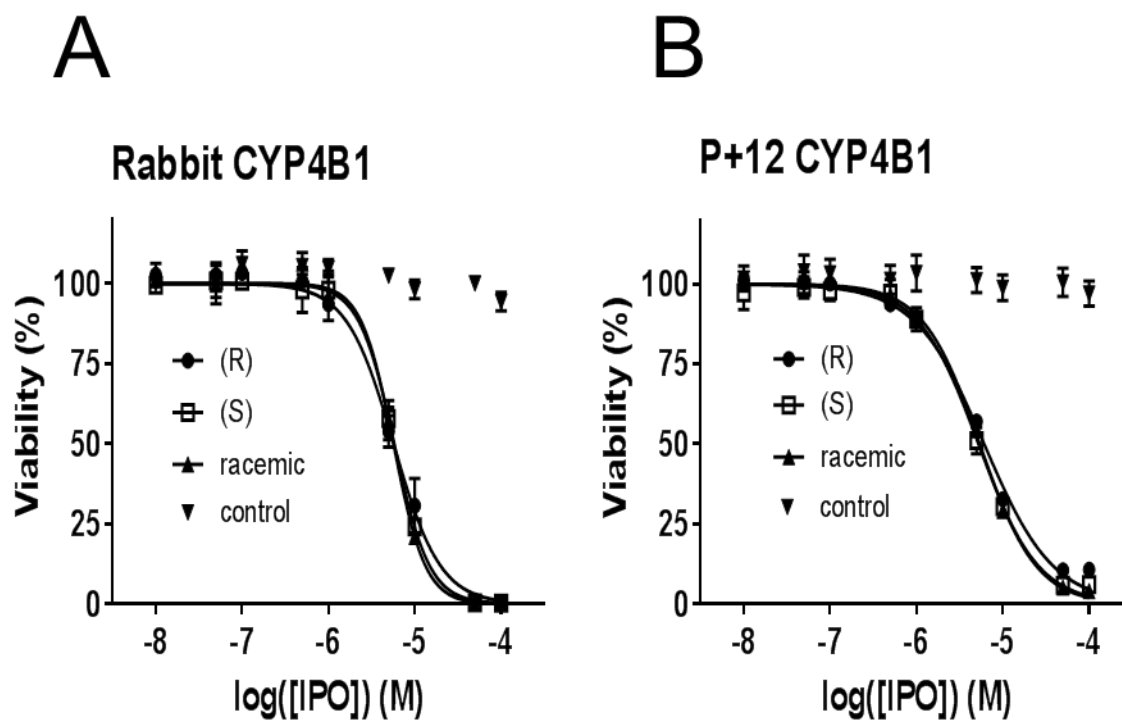 A
Rabbit CYP4B1
Viability (%)
100
75
50
25
0
(R)
(S)
racemic
control
-8 -7 -6 -5 -4
log([IPO]) (M)
B
P+12 CYP4B1
Viability (%)
100
75
50
25
0
(R)
(S)
racemic
control
-8 -7 -6 -5 -4
log([IPO]) (M)